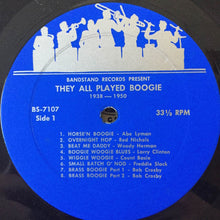 BANDSTAND RECORDS PRESENT
THEY ALL PLAYED BOOGIE
1938 — 1950
BS-7107
Side 1
33⅓ RPM
1. HORSE'N BOOGIE - Abe Lyman
2. OVERNIGHT HOP - Red Nichols
3. BEAT ME DADDY - Woody Herman
4. BOOGIE WOOGIE BLUES - Larry Clinton
5. WIGGLE WOOGIE - Count Basie
6. SMALL BATCH O' NOD - Freddie Slack
7. BRASS BOOGIE Part 1 - Bob Crosby
8. BRASS BOOGIE Part 2 - Bob Crosby